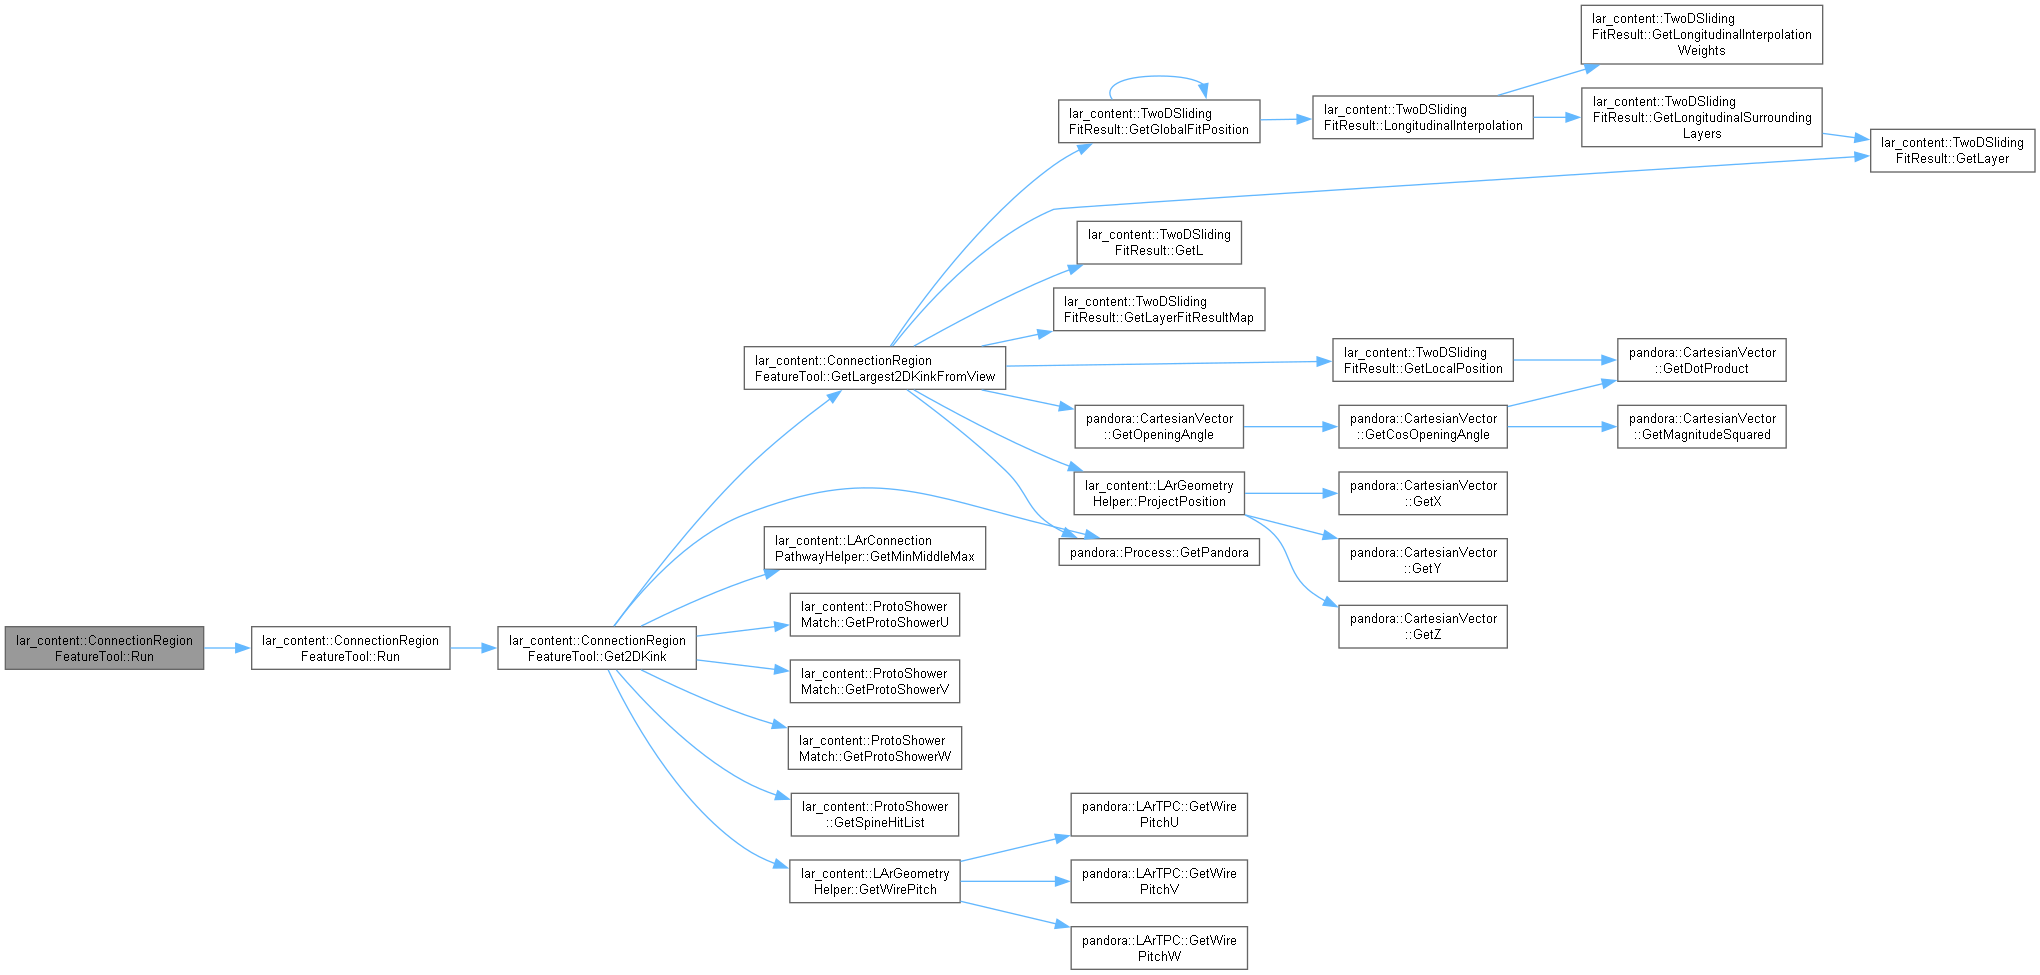 lar_content::ConnectionRegion
FeatureTool::Run
lar_content::ConnectionRegion
FeatureTool::Run
lar_content::ConnectionRegion
FeatureTool::Get2DKink
lar_content::ConnectionRegion
FeatureTool::GetLargest2DKinkFromView
lar_content::TwoDSliding
FitResult::GetGlobalFitPosition
lar_content::TwoDSliding
FitResult::LongitudinalInterpolation
lar_content::TwoDSliding
FitResult::GetLongitudinalInterpolation
Weights
lar_content::TwoDSliding
FitResult::GetLongitudinalSurrounding
Layers
lar_content::TwoDSliding
FitResult::GetLayer
lar_content::TwoDSliding
FitResult::GetL
lar_content::TwoDSliding
FitResult::GetLayerFitResultMap
lar_content::TwoDSliding
FitResult::GetLocalPosition
pandora::CartesianVector
::GetDotProduct
pandora::CartesianVector
::GetOpeningAngle
pandora::CartesianVector
::GetCosOpeningAngle
pandora::CartesianVector
::GetMagnitudeSquared
lar_content::LArGeometry
Helper::ProjectPosition
pandora::CartesianVector
::GetX
pandora::CartesianVector
::GetY
pandora::CartesianVector
::GetZ
pandora::Process::GetPandora
lar_content::LArConnection
PathwayHelper::GetMinMiddleMax
lar_content::ProtoShower
Match::GetProtoShowerU
lar_content::ProtoShower
Match::GetProtoShowerV
lar_content::ProtoShower
Match::GetProtoShowerW
lar_content::ProtoShower
::GetSpineHitList
lar_content::LArGeometry
Helper::GetWirePitch
pandora::LArTPC::GetWire
PitchU
pandora::LArTPC::GetWire
PitchV
pandora::LArTPC::GetWire
PitchW